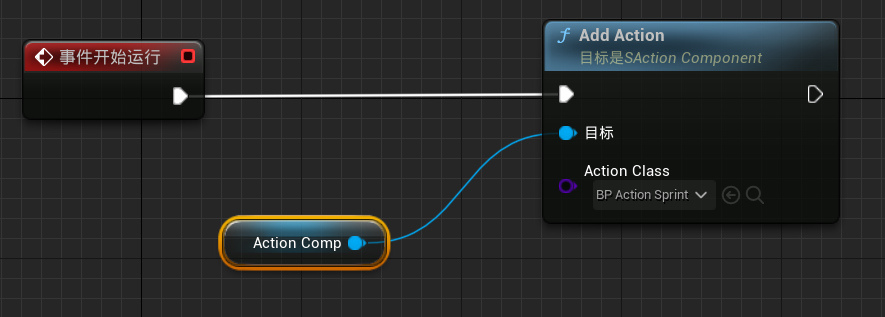 事件开始运行
Add Action
目标是SAction Component
目标
Action Class
BP Action Sprint
Action Comp